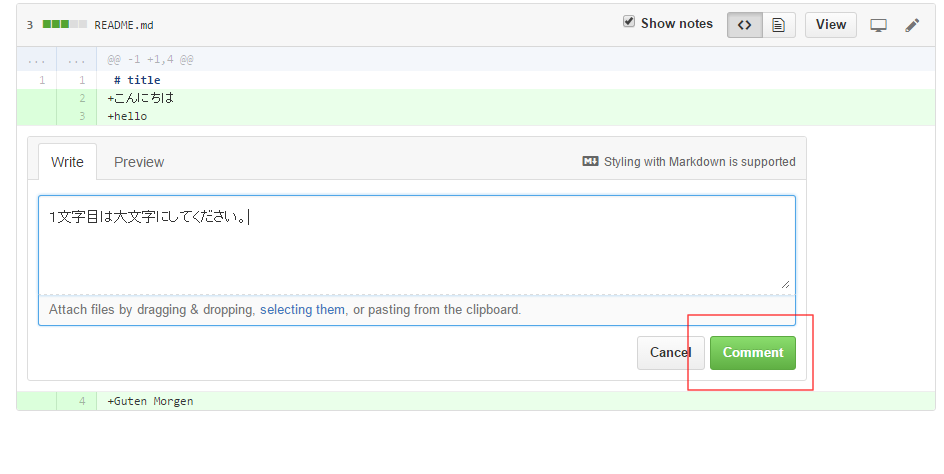 3 README.md Show notes <> View
... ... @@ -1 +1,4 @@
1 1 # title
2 +こんにちは
3 +hello
Write Preview Styling with Markdown is supported
1文字目は大文字にしてください。
Attach files by dragging & dropping, selecting them, or pasting from the clipboard.
Cancel Comment
4 +Guten Morgen